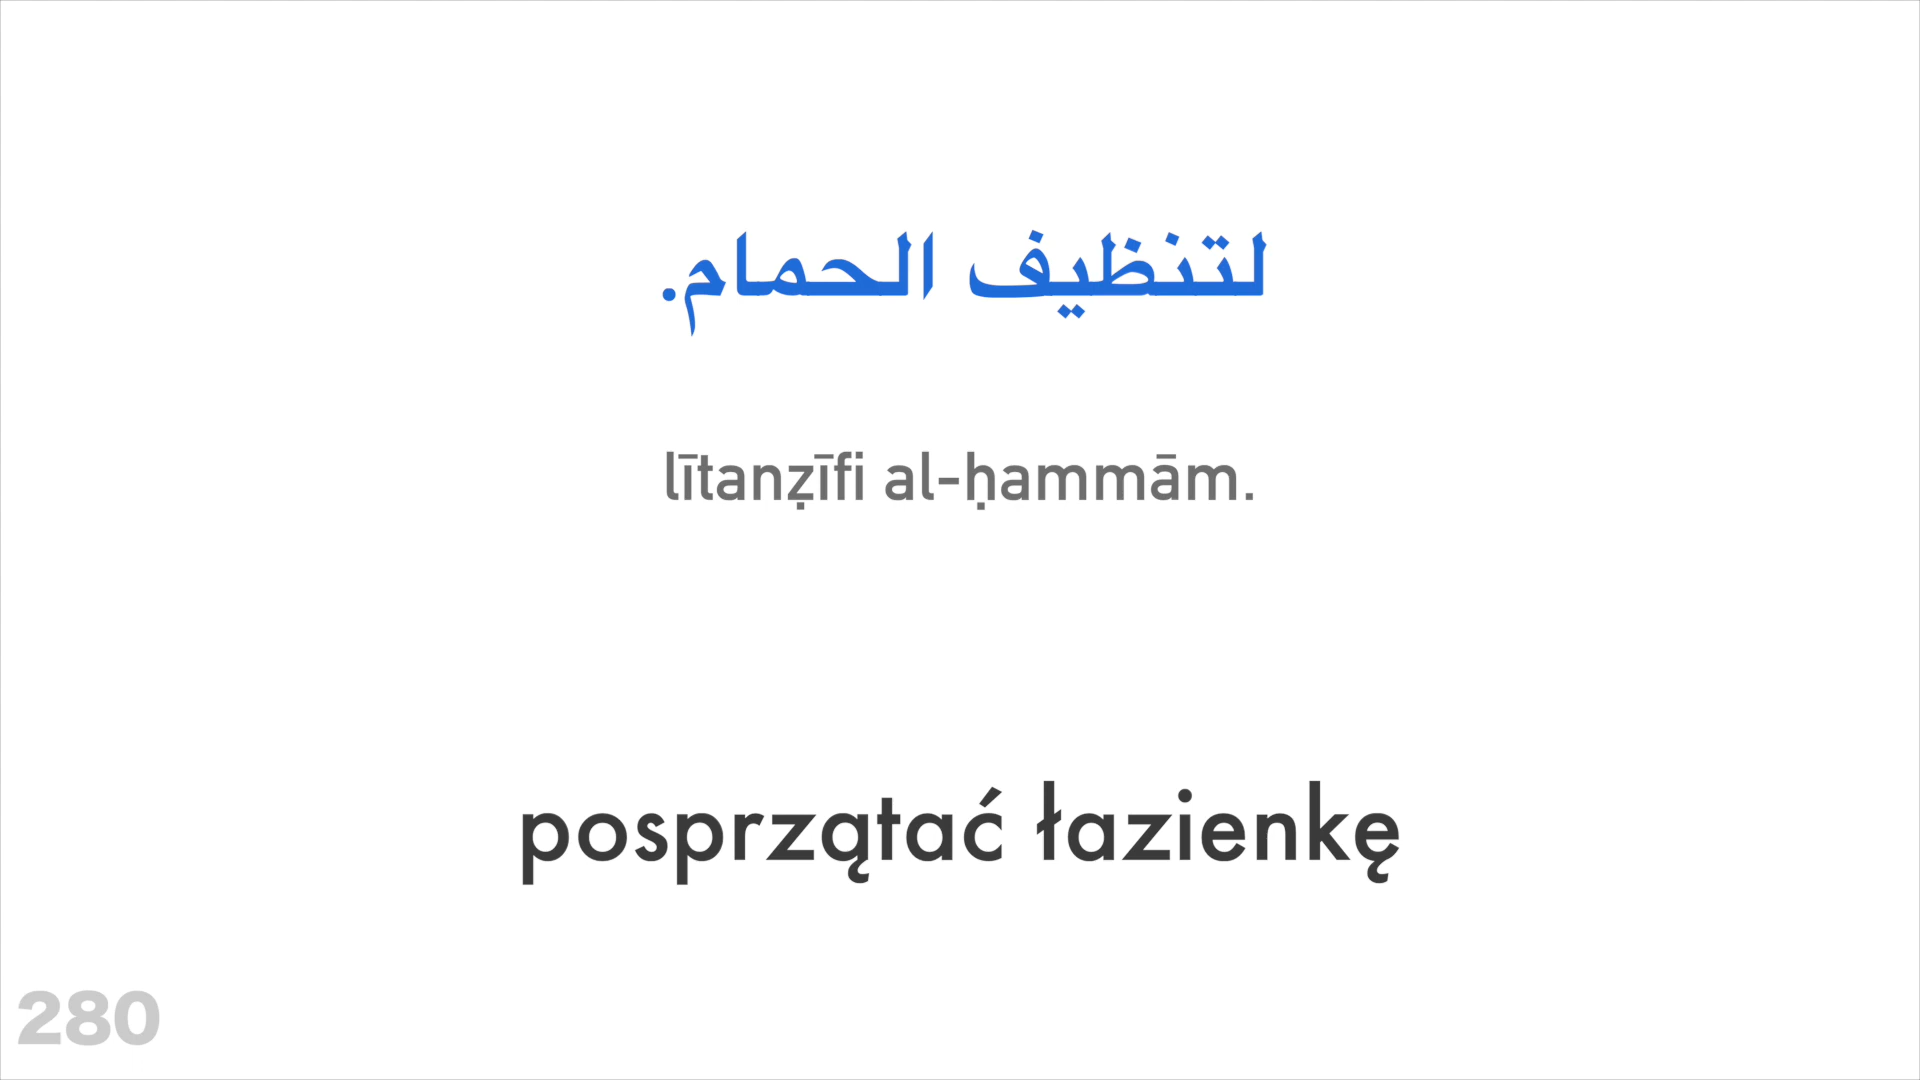 لتنظيف الحمام.
lītanẓīfi al-ḥammām.
posprzątać łazienkę
280